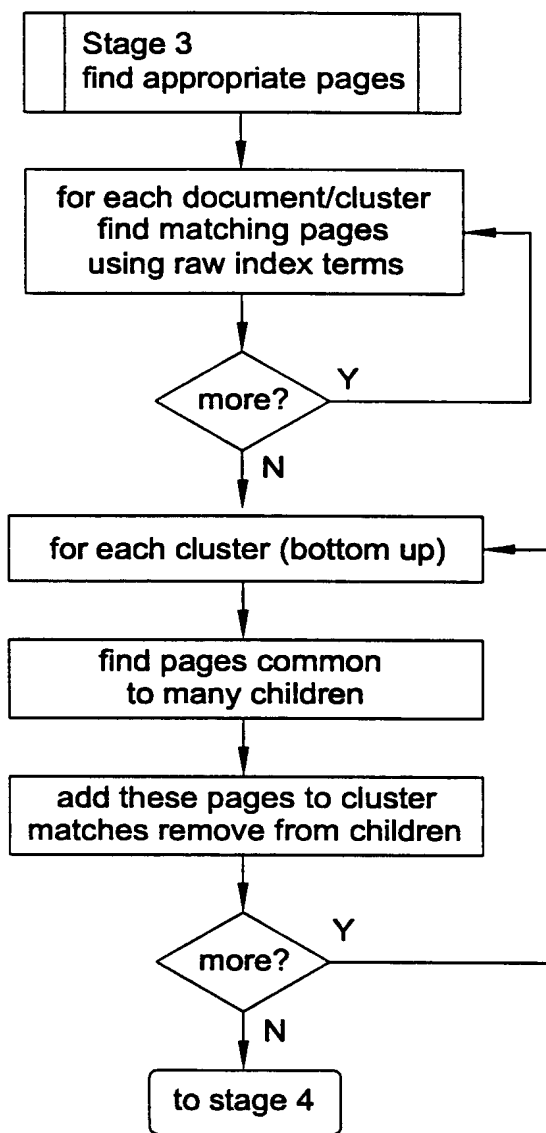 Stage 3
find appropriate pages
for each document/cluster
find matching pages
using raw index terms
more?
Y
N
for each cluster (bottom up)
find pages common
to many children
add these pages to cluster
matches remove from children
more?
Y
N
to stage 4